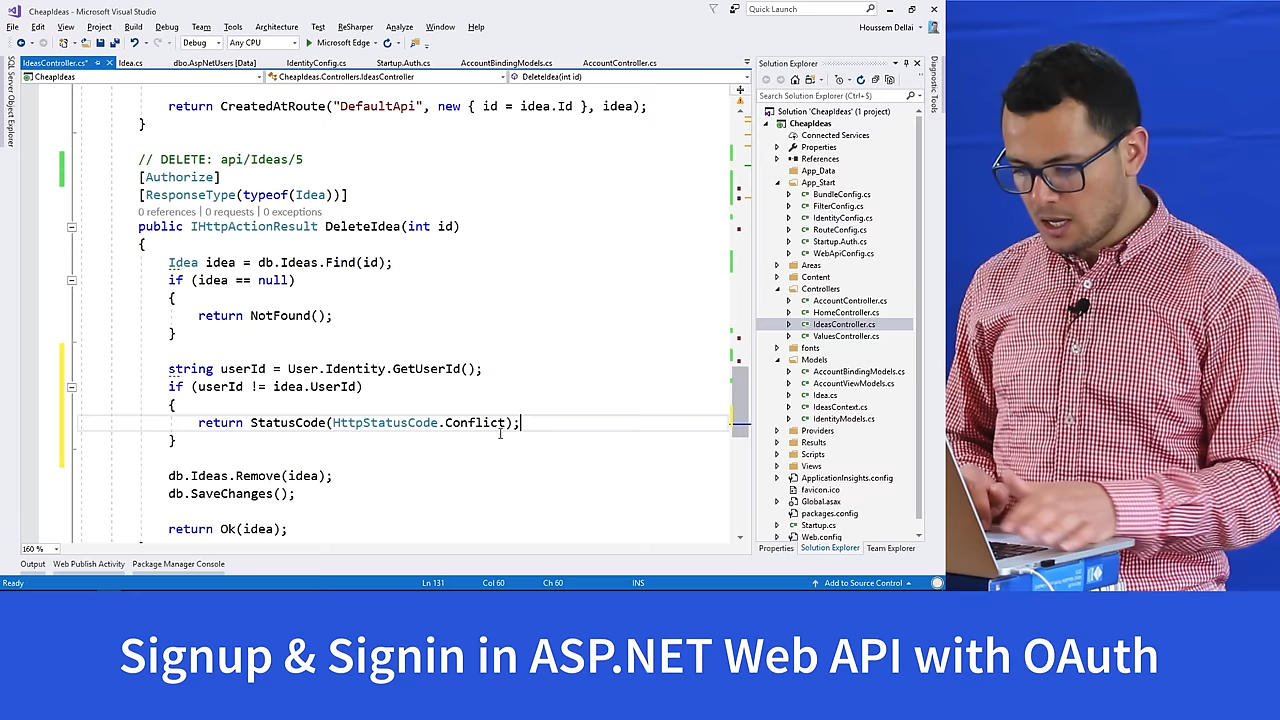 CheapIdeas - Microsoft Visual Studio
Quick Launch (Ctrl+Q)
File Edit View Project Build Debug Team Tools Architecture Test ReSharper Analyze Window Help
Houssem Dellai
Debug Any CPU Microsoft Edge
SQL Server Object Explorer
IdeasController.cs* Idea.cs dbo.AspNetUsers [Data] IdentityConfig.cs Startup.Auth.cs AccountBindingModels.cs AccountController.cs
CheapIdeas CheapIdeas.Controllers.IdeasController DeleteIdea(int id)
return CreatedAtRoute("DefaultApi", new { id = idea.Id }, idea);
}
// DELETE: api/Ideas/5
[Authorize]
[ResponseType(typeof(Idea))]
0 references | 0 requests | 0 exceptions
public IHttpActionResult DeleteIdea(int id)
{
Idea idea = db.Ideas.Find(id);
if (idea == null)
{
return NotFound();
}
string userId = User.Identity.GetUserId();
if (userId != idea.UserId)
{
return StatusCode(HttpStatusCode.Conflict);
}
db.Ideas.Remove(idea);
db.SaveChanges();
return Ok(idea);
160 %
Solution Explorer
Search Solution Explorer (Ctrl+$)
Solution 'CheapIdeas' (1 project)
CheapIdeas
Connected Services
Properties
References
App_Data
App_Start
BundleConfig.cs
FilterConfig.cs
IdentityConfig.cs
RouteConfig.cs
Startup.Auth.cs
WebApiConfig.cs
Areas
Content
Controllers
AccountController.cs
HomeController.cs
IdeasController.cs
ValuesController.cs
fonts
Models
AccountBindingModels.cs
AccountViewModels.cs
Idea.cs
IdeasContext.cs
IdentityModels.cs
Providers
Results
Scripts
Views
ApplicationInsights.config
favicon.ico
Global.asax
packages.config
Startup.cs
Web.config
Properties Solution Explorer Team Explorer
Diagnostic Tools
Output Web Publish Activity Package Manager Console
Ready Ln 131 Col 60 Ch 60 INS Add to Source Control
Signup & Signin in ASP.NET Web API with OAuth